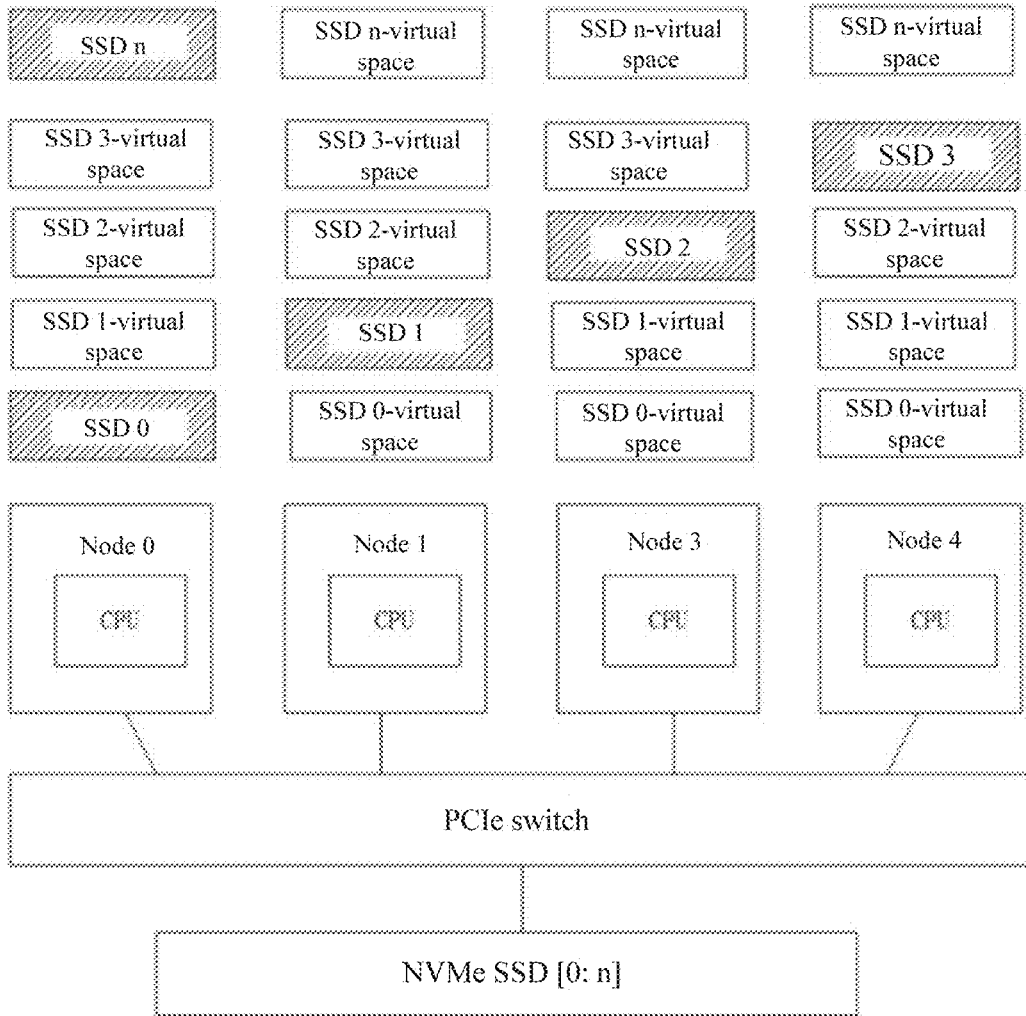 SSD n
SSD n-virtual
space
SSD n-virtual
space
SSD n-virtual
space
SSD 3-virtual
space
SSD 3-virtual
space
SSD 3-virtual
space
SSD 3
SSD 2-virtual
space
SSD 2-virtual
space
SSD 2
SSD 2-virtual
space
SSD 1-virtual
space
SSD 1
SSD 1-virtual
space
SSD 1-virtual
space
SSD 0
SSD 0-virtual
space
SSD 0-virtual
space
SSD 0-virtual
space
Node 0
CPU
Node 1
CPU
Node 3
CPU
Node 4
CPU
PCIe switch
NVMe SSD [0: n]